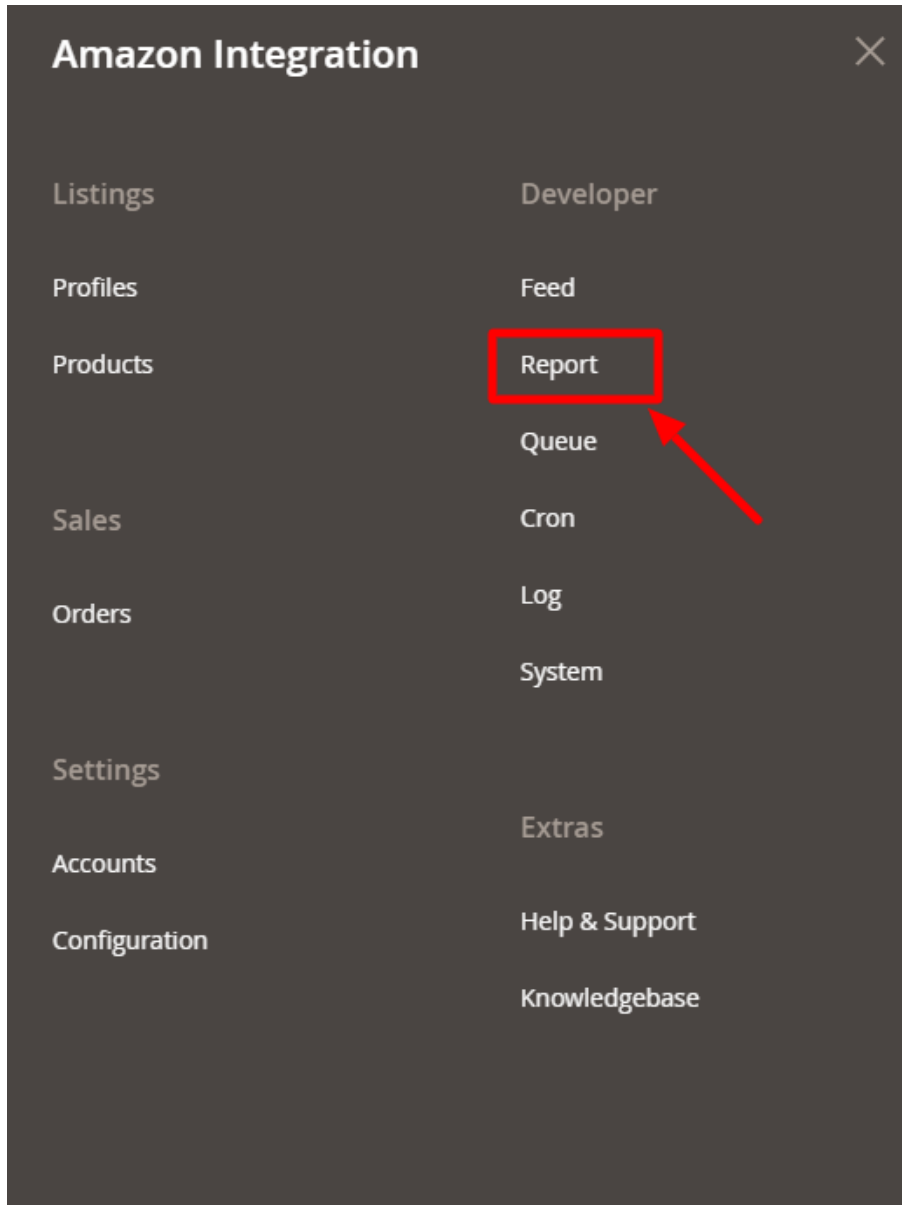 Amazon Integration
Listings
Profiles
Products
Sales
Orders
Settings
Accounts
Configuration
Developer
Feed
Report
Queue
Cron
Log
System
Extras
Help & Support
Knowledgebase